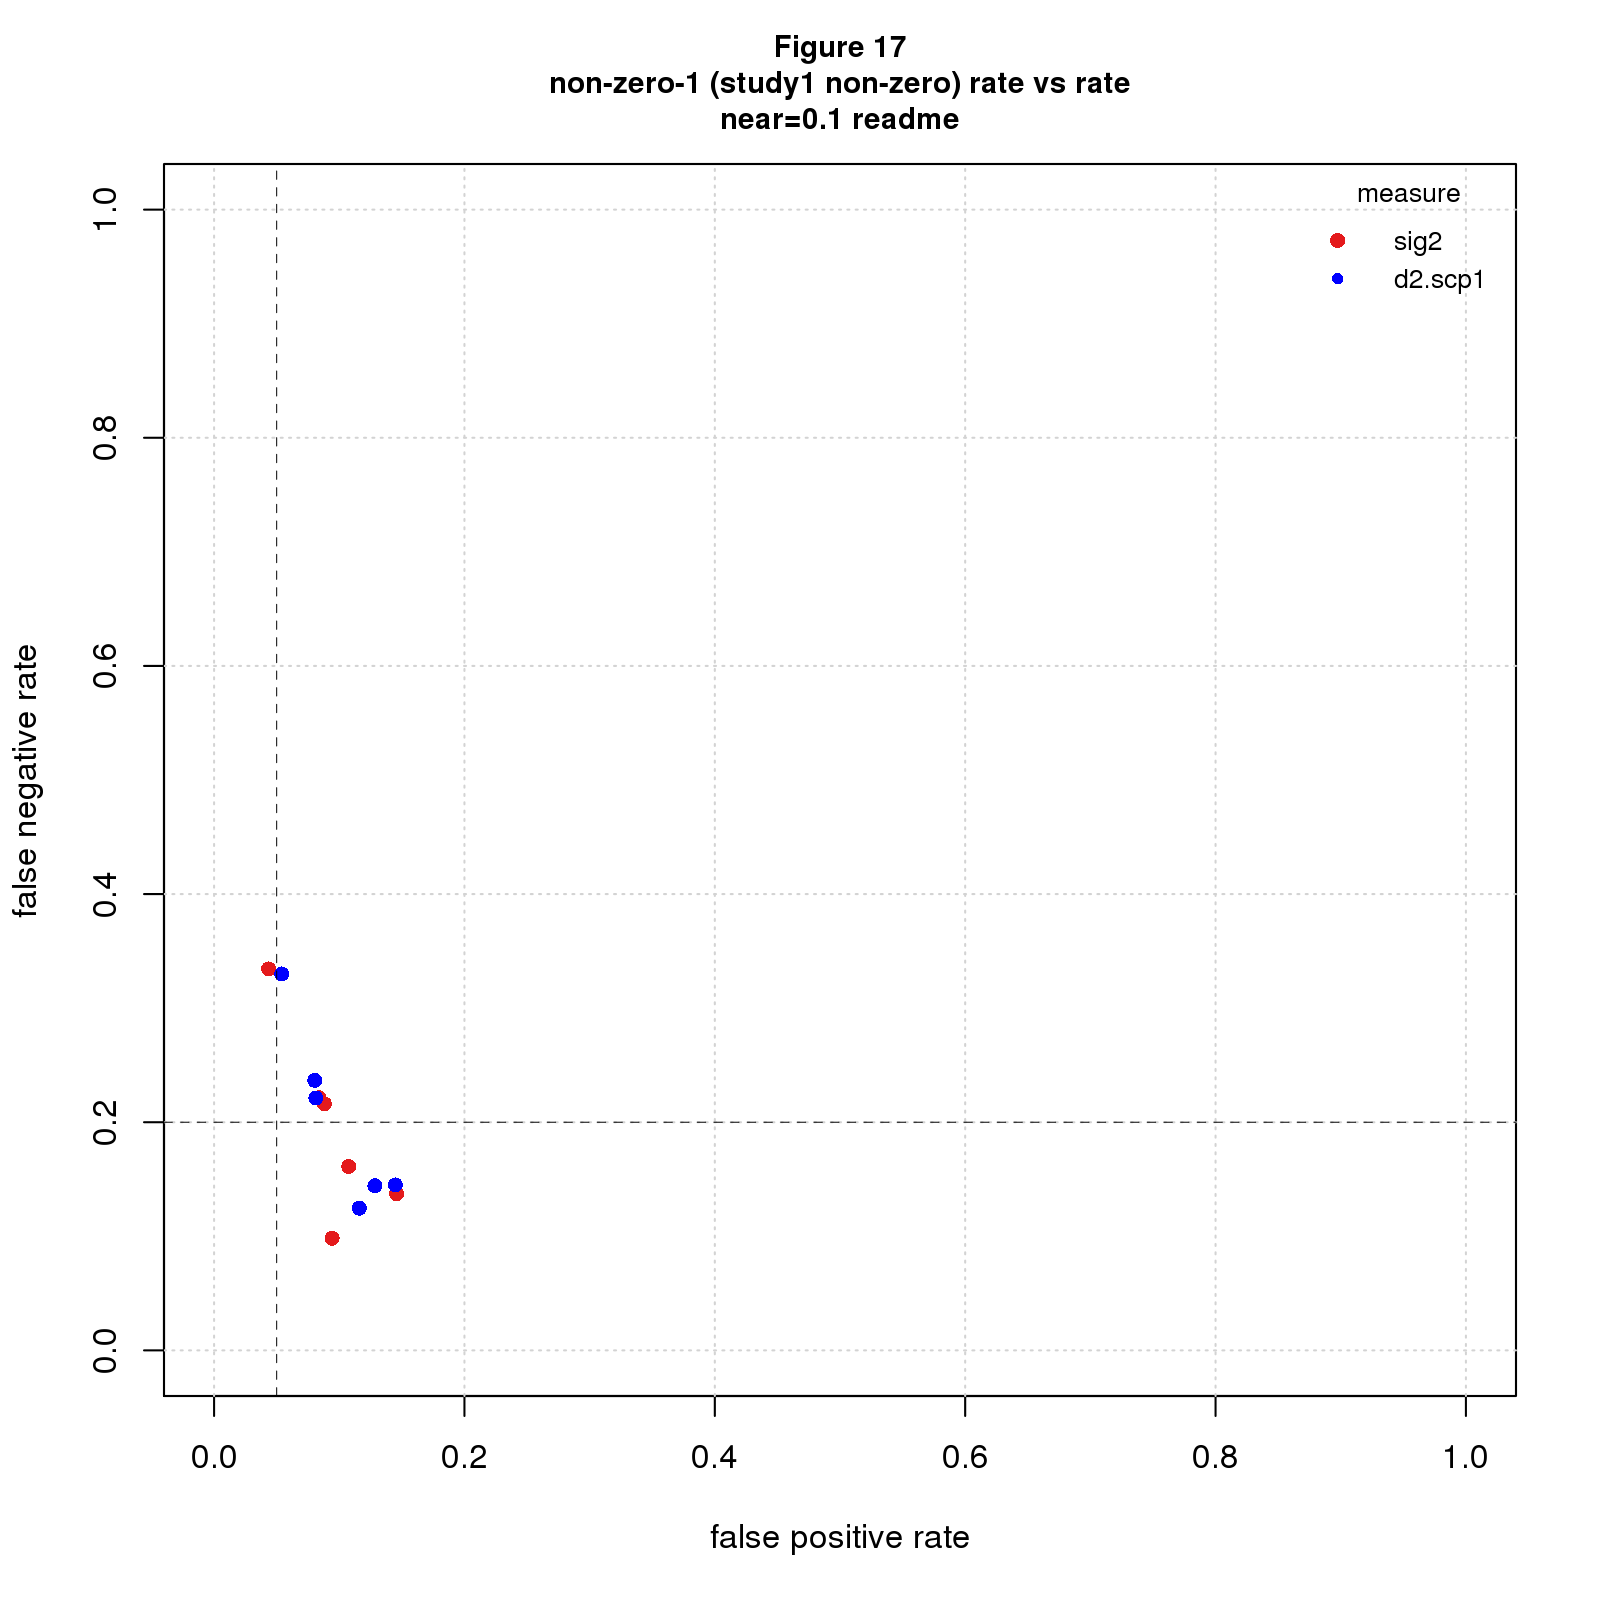 Figure 17
non-zero-1 (study1 non-zero) rate vs rate
near=0.1 readme
measure
sig2
d2.scp1
1.0
0.8
0.6
0.4
0.2
0.0
false negative rate
0.0 0.2 0.4 0.6 0.8 1.0
false positive rate